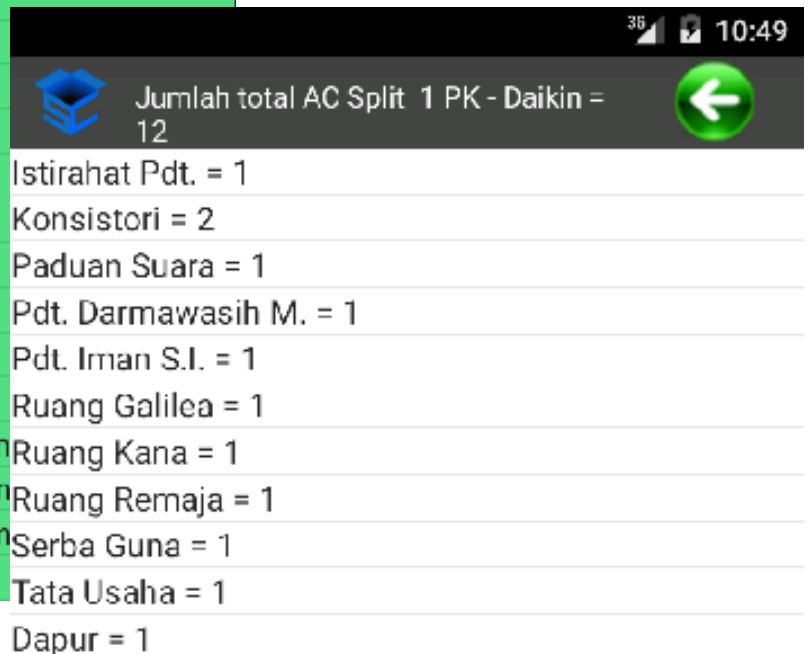 3G 10:49
Jumlah total AC Split 1 PK - Daikin =
12
Istirahat Pdt. = 1
Konsistori = 2
Paduan Suara = 1
Pdt. Darmawasih M. = 1
Pdt. Iman S.I. = 1
Ruang Galilea = 1
Ruang Kana = 1
Ruang Remaja = 1
Serba Guna = 1
Tata Usaha = 1
Dapur = 1